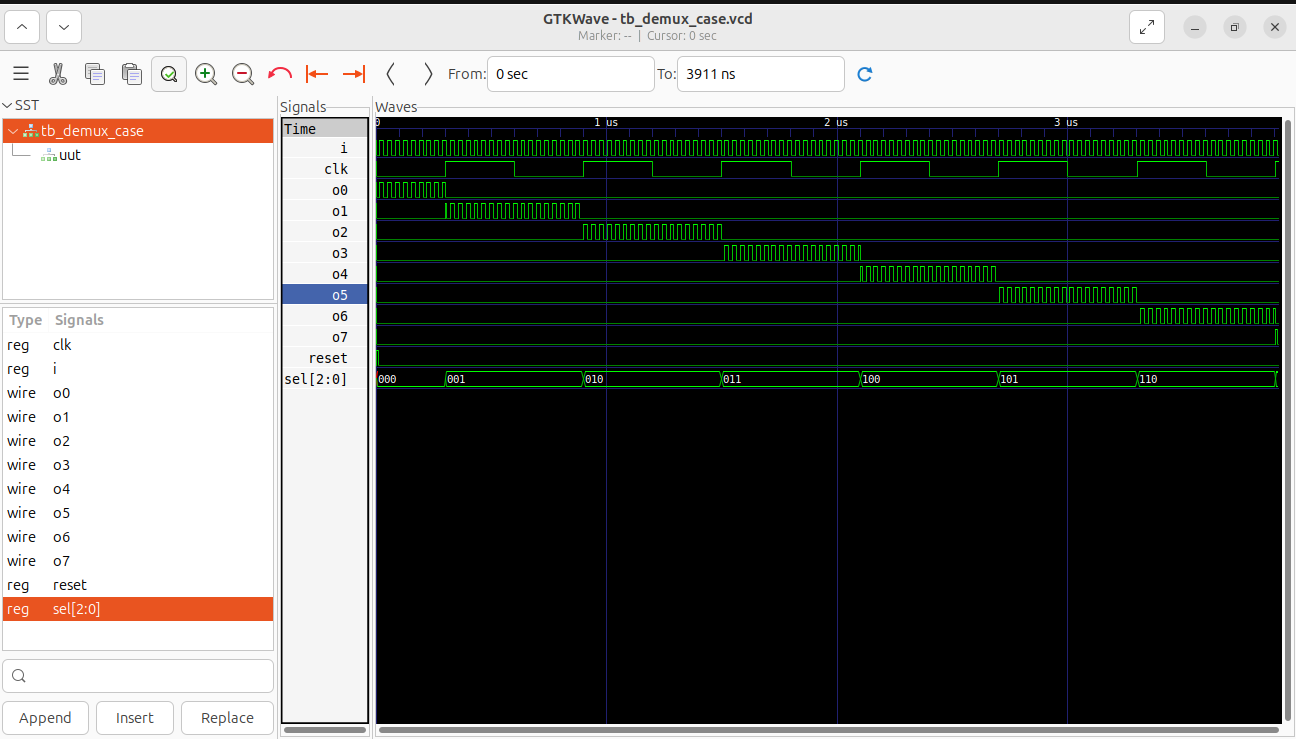 GTKWave - tb_demux_case.vcd
Marker: -- | Cursor: 0 sec
From: 0 sec To: 3911 ns
SST
tb_demux_case
uut
Type Signals
reg clk
reg i
wire o0
wire o1
wire o2
wire o3
wire o4
wire o5
wire o6
wire o7
reg reset
reg sel[2:0]
Append Insert Replace
Signals
Time
i
clk
o0
o1
o2
o3
o4
o5
o6
o7
reset
sel[2:0]
Waves
0 1 us 2 us 3 us
000 001 010 011 100 101 110